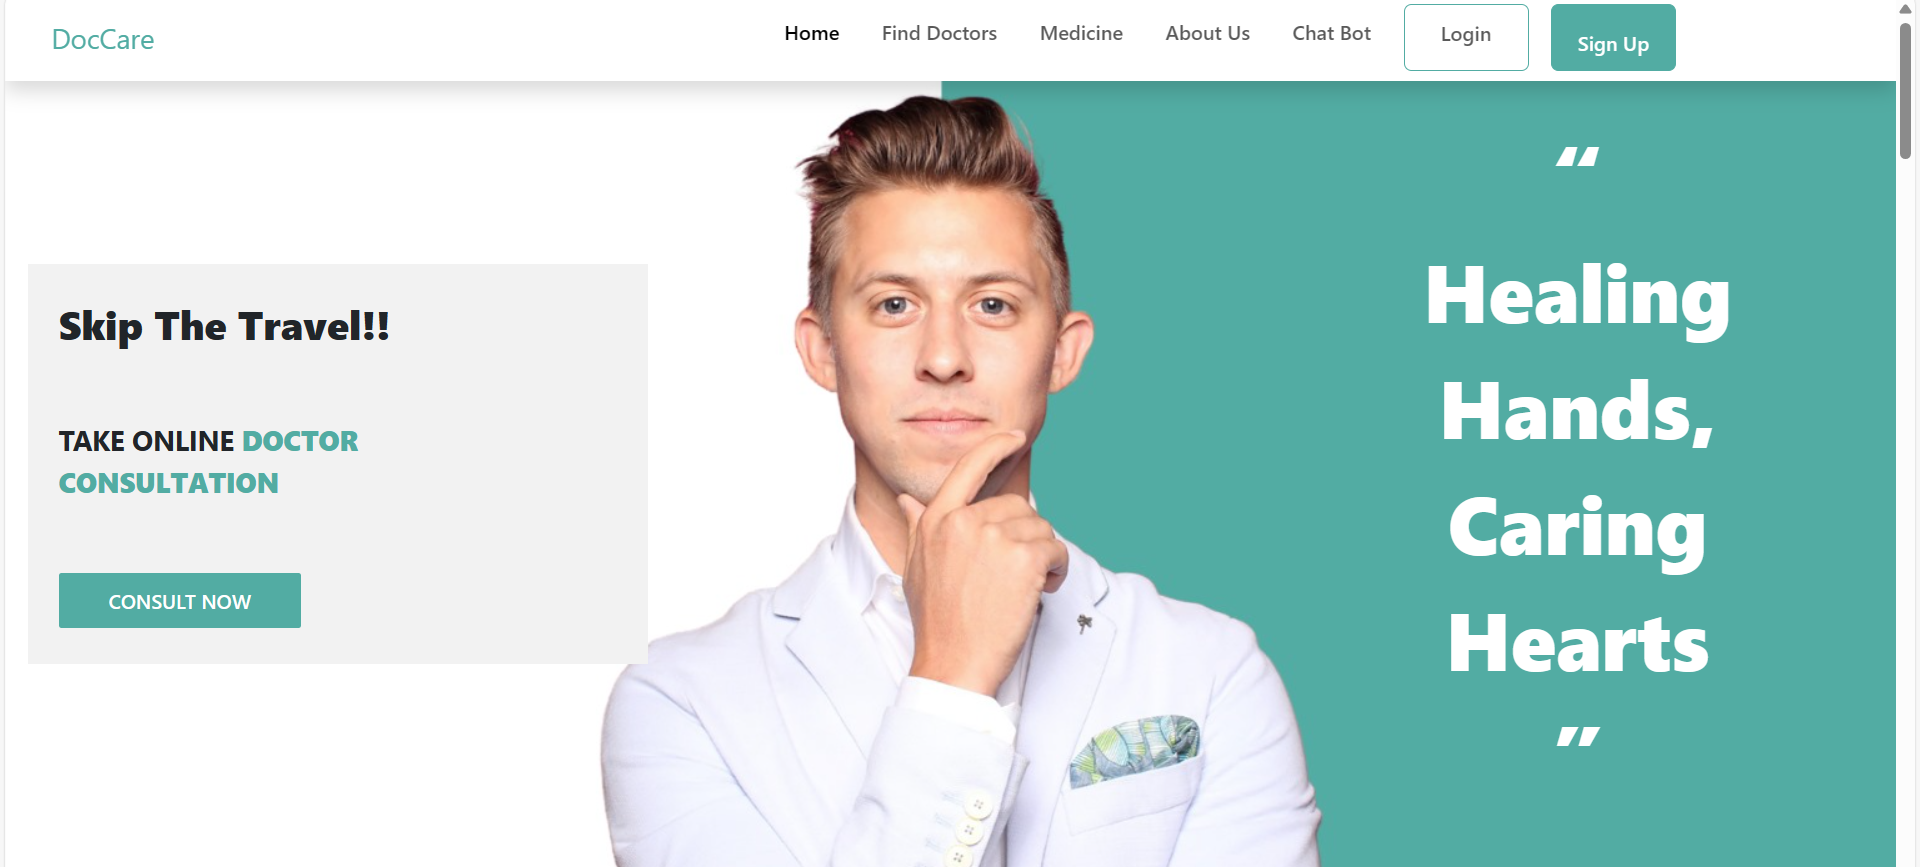 DocCare
Home
Find Doctors
Medicine
About Us
Chat Bot
Login
Sign Up
Skip The Travel!!
TAKE ONLINE DOCTOR
CONSULTATION
CONSULT NOW
“
Healing
Hands,
Caring
Hearts
”